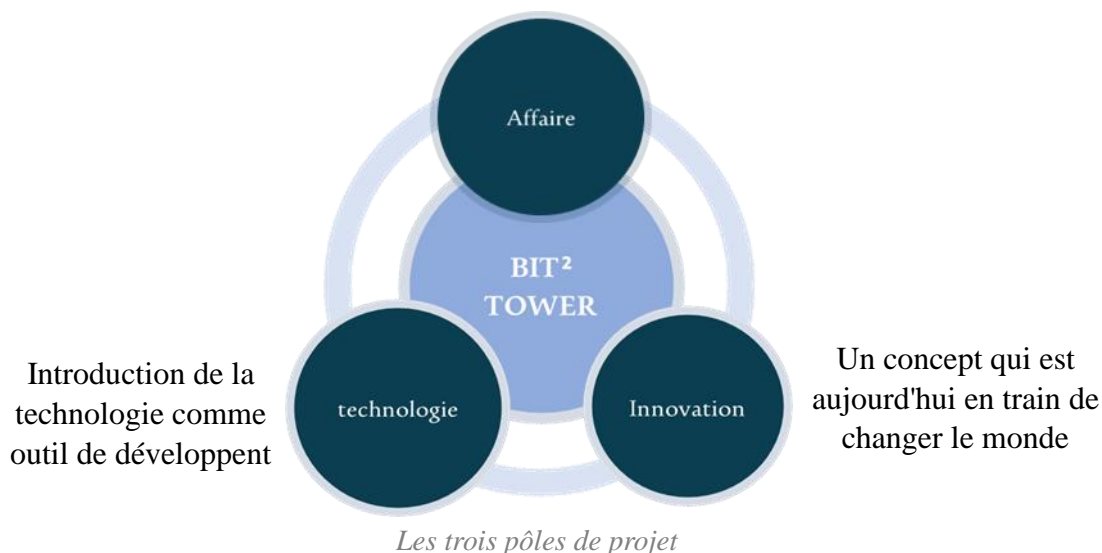 Affaire
BIT²
TOWER
Introduction de la
technologie comme
outil de développent
technologie
Innovation
Un concept qui est
aujourd'hui en train de
changer le monde
Les trois pôles de projet